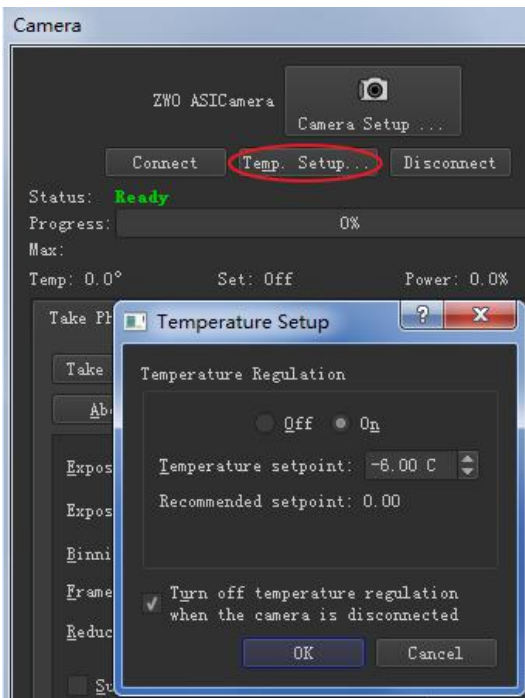 Camera
ZWO ASICamera
Camera Setup ...
Connect
Temp. Setup...
Disconnect
Status: Ready
Progress: 0%
Max:
Temp: 0.0°
Set: Off
Power: 0.0%
Take
Temperature Setup
? X
Take
Temperature Regulation
Off
On
Temperature setpoint: -6.00 C
Recommended setpoint: 0.00
Turn off temperature regulation
when the camera is disconnected
OK
Cancel